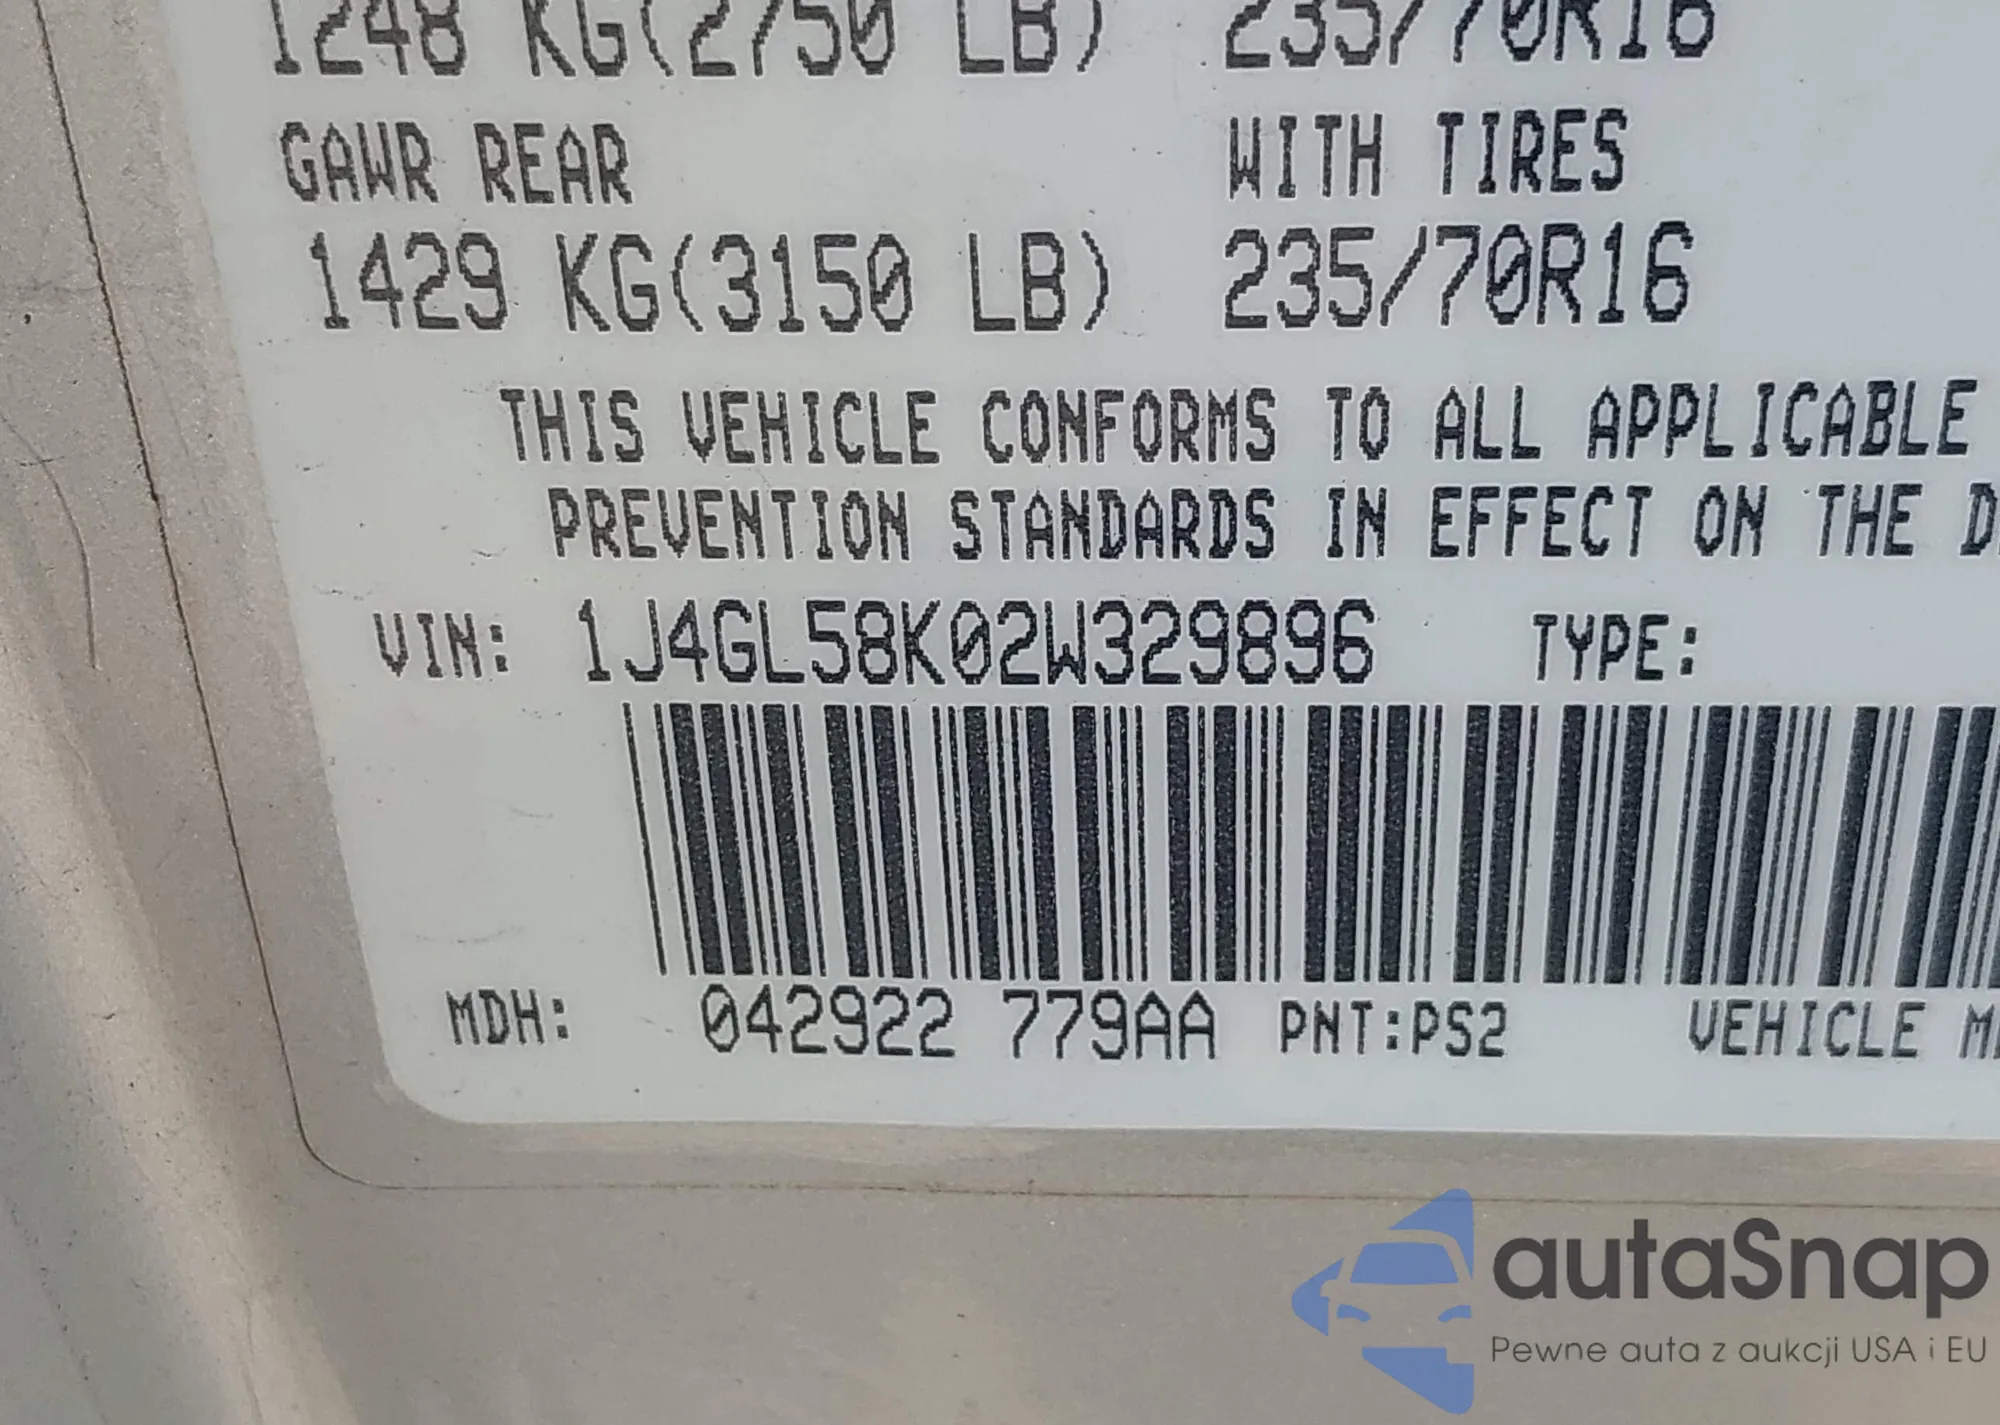 1248 KG(2750 LB) 235/70R16
GAWR REAR WITH TIRES
1429 KG(3150 LB) 235/70R16
THIS VEHICLE CONFORMS TO ALL APPLICABLE
PREVENTION STANDARDS IN EFFECT ON THE D
VIN: 1J4GL58K02W329896 TYPE:
MDH: 042922 779AA PNT:PS2 VEHICLE M
autaSnap
Pewne auta z aukcji USA i EU